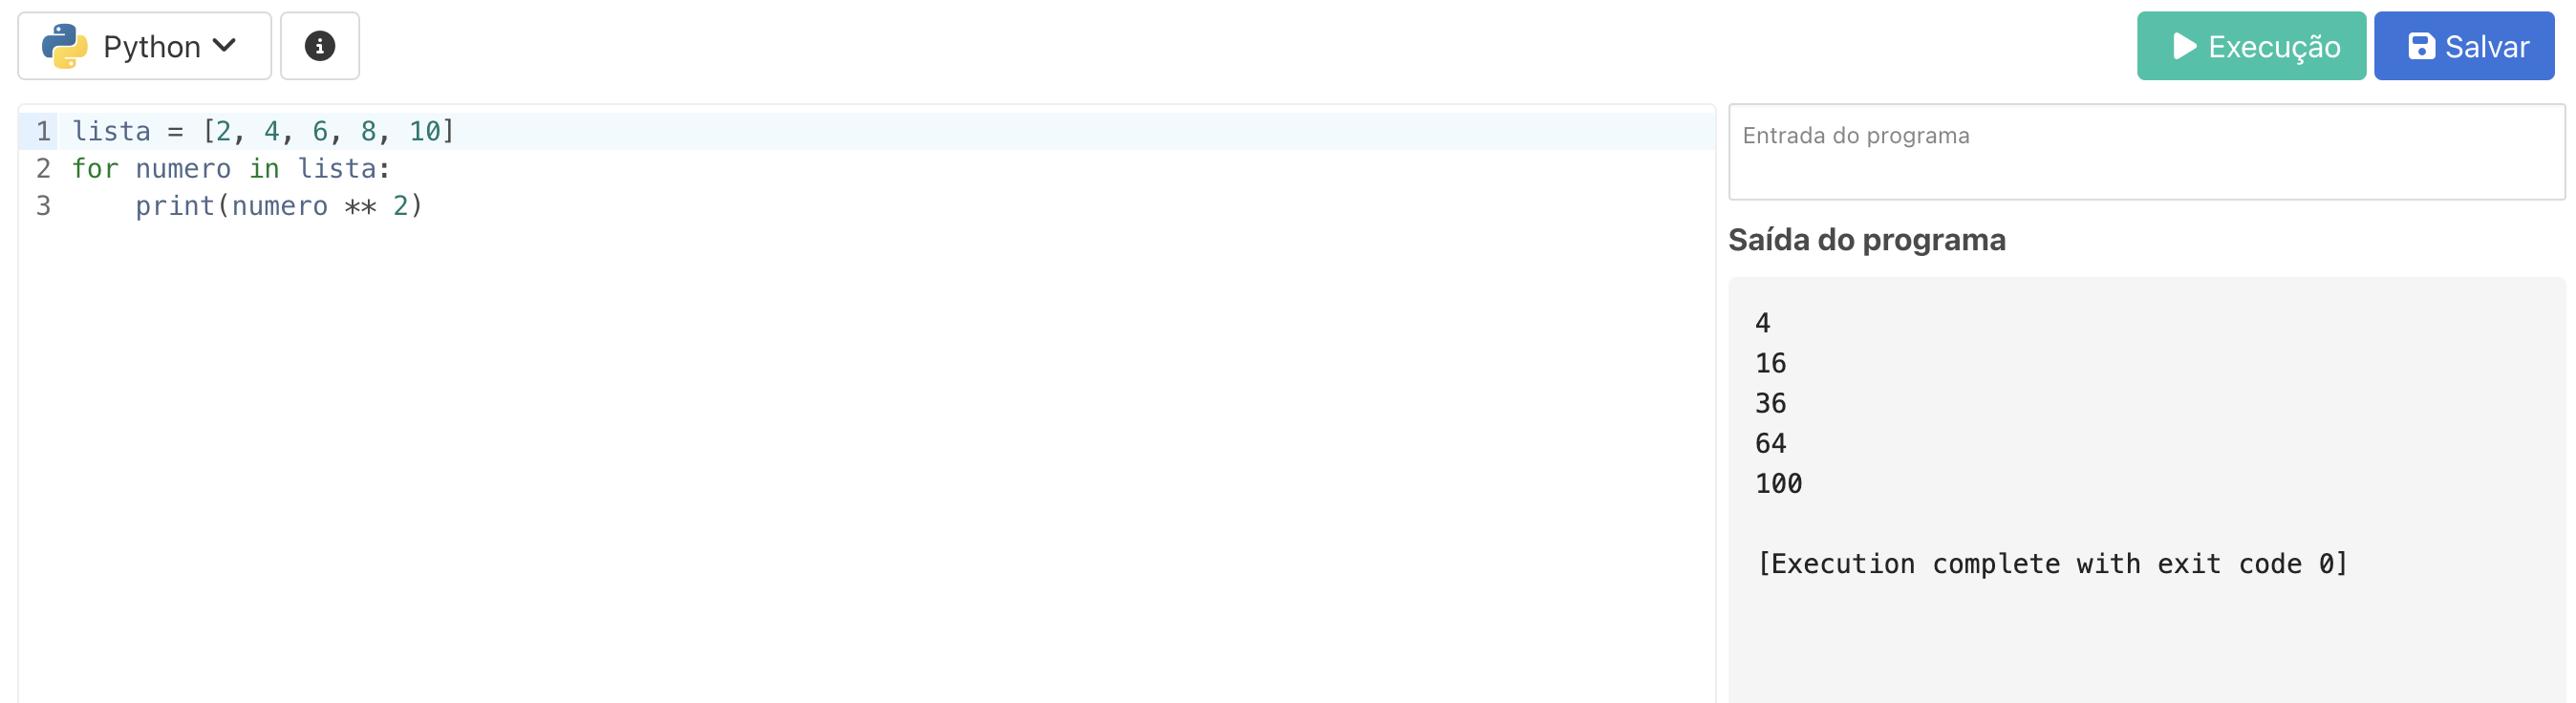 Python
Execução
Salvar
1 lista = [2, 4, 6, 8, 10]
2 for numero in lista:
3     print(numero ** 2)
Entrada do programa
Saída do programa
4
16
36
64
100
[Execution complete with exit code 0]